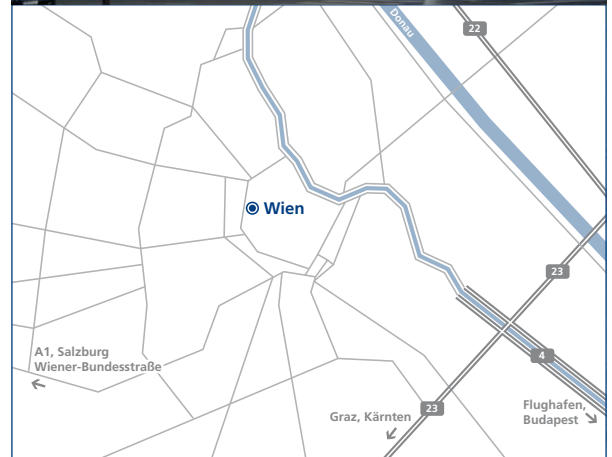 22
Donau
Wien
23
4
A1, Salzburg
Wiener-Bundesstraße
23
Graz, Kärnten
Flughafen,
Budapest